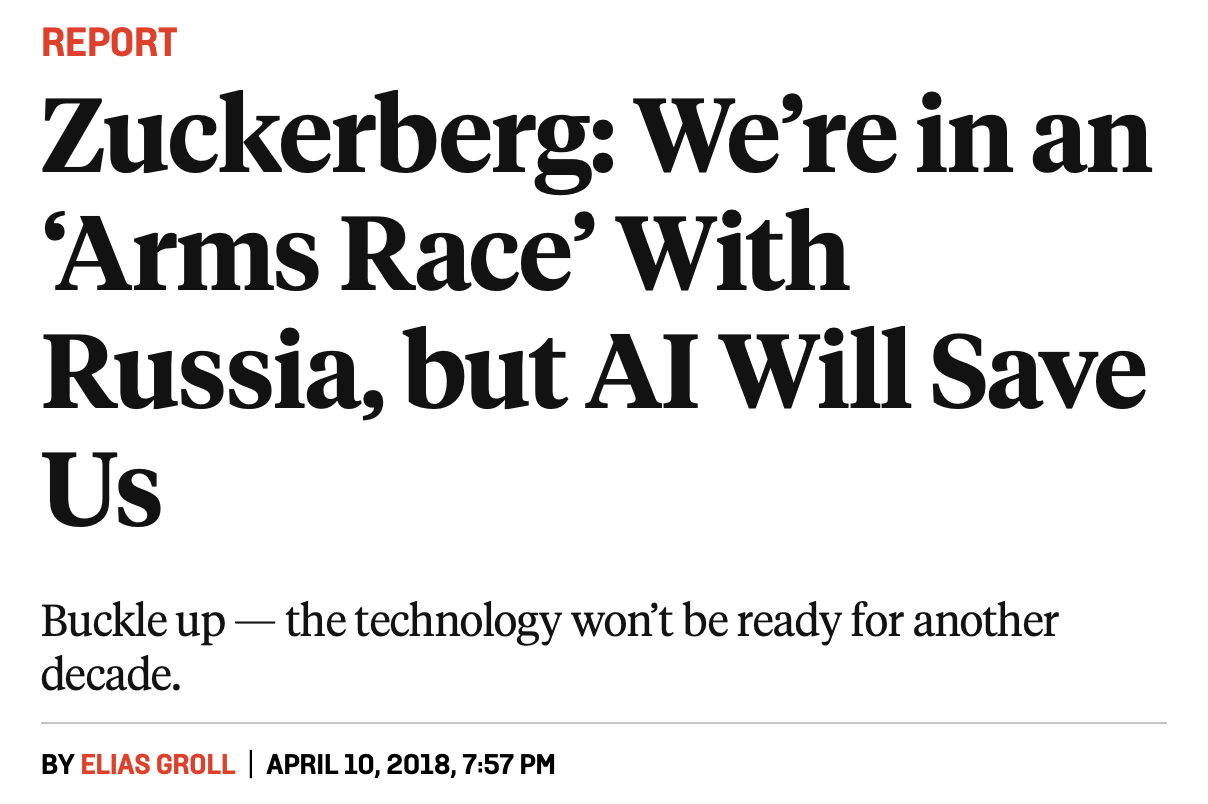 REPORT
Zuckerberg: We’re in an
‘Arms Race’ With
Russia, but AI Will Save
Us
Buckle up — the technology won’t be ready for another
decade.
BY ELIAS GROLL | APRIL 10, 2018, 7:57 PM